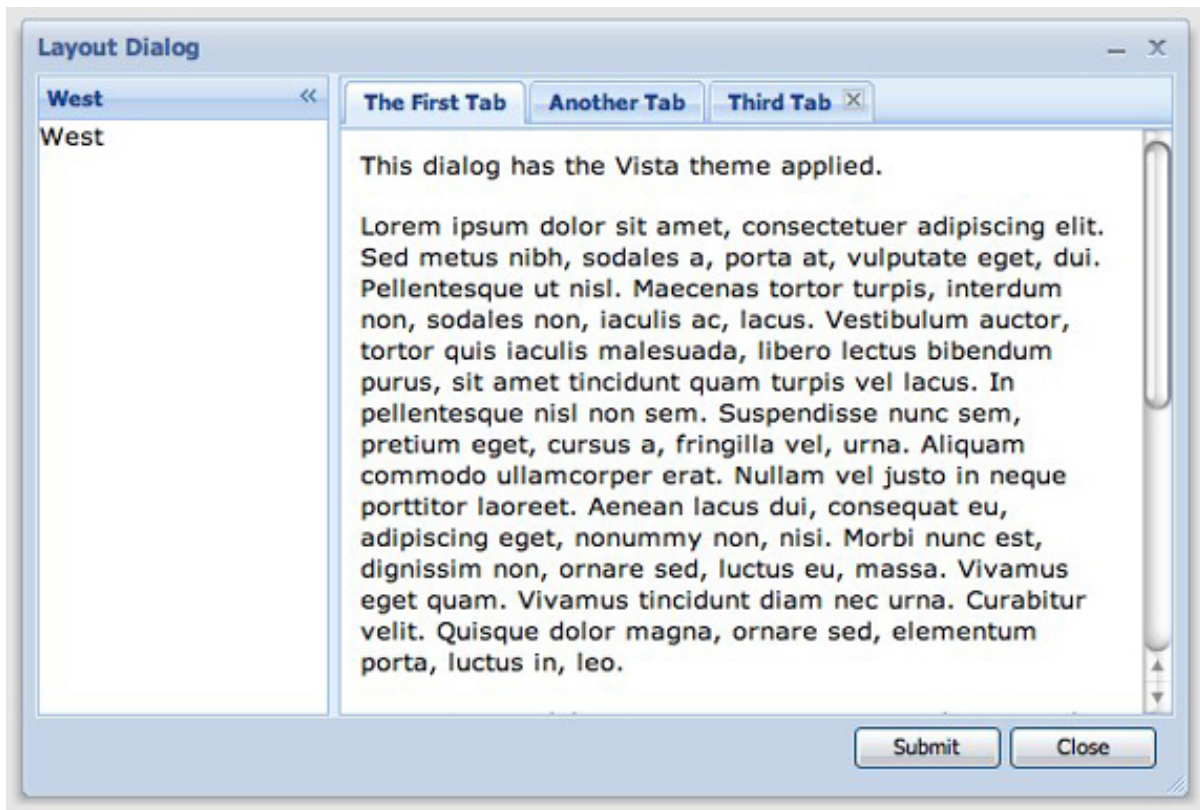 Layout Dialog
West
West
The First Tab
Another Tab
Third Tab
This dialog has the Vista theme applied.
Lorem ipsum dolor sit amet, consectetuer adipiscing elit.
Sed metus nibh, sodales a, porta at, vulputate eget, dui.
Pellentesque ut nisl. Maecenas tortor turpis, interdum
non, sodales non, iaculis ac, lacus. Vestibulum auctor,
tortor quis iaculis malesuada, libero lectus bibendum
purus, sit amet tincidunt quam turpis vel lacus. In
pellentesque nisl non sem. Suspendisse nunc sem,
pretium eget, cursus a, fringilla vel, urna. Aliquam
commodo ullamcorper erat. Nullam vel justo in neque
porttitor laoreet. Aenean lacus dui, consequat eu,
adipiscing eget, nonummy non, nisi. Morbi nunc est,
dignissim non, ornare sed, luctus eu, massa. Vivamus
eget quam. Vivamus tincidunt diam nec urna. Curabitur
velit. Quisque dolor magna, ornare sed, elementum
porta, luctus in, leo.
Submit
Close